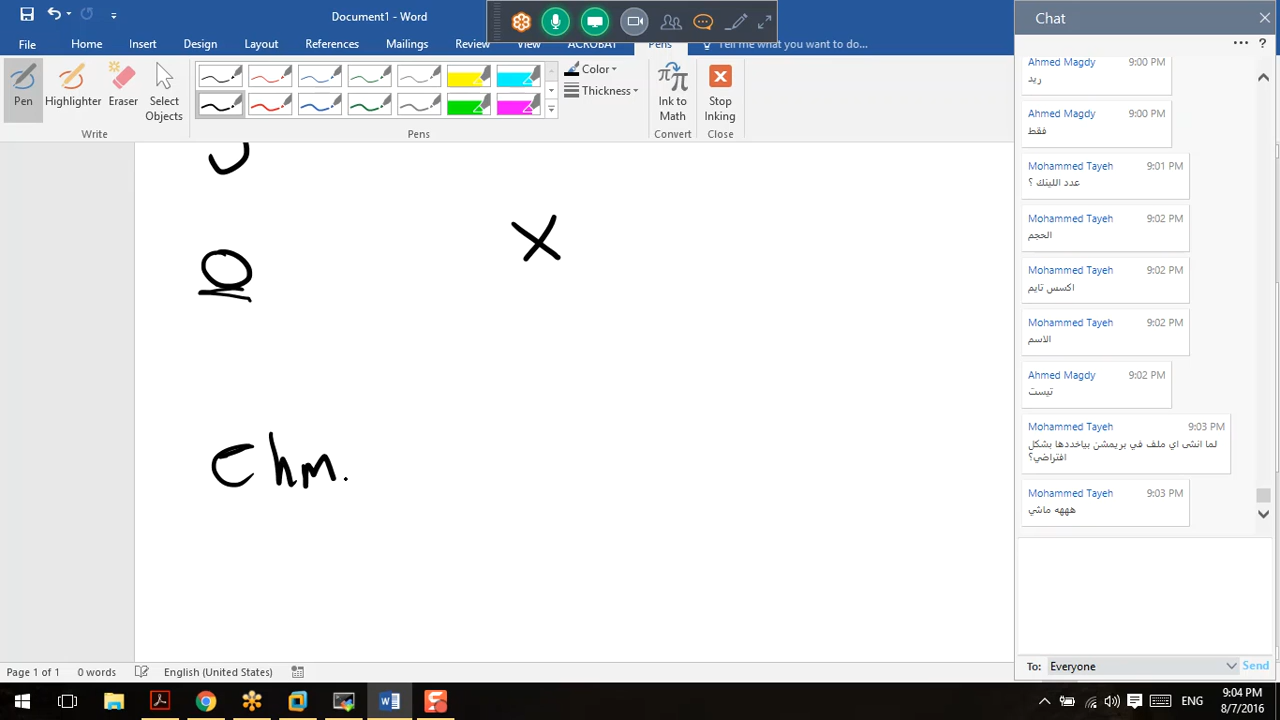 Document1 - Word
File Home Insert Design Layout References Mailings Review View ACROBAT Pens Tell me what you want to do...
Pen Highlighter Eraser Select Objects
Color
Thickness
Ink to Math
Stop Inking
Write Pens Convert Close
x
Chm.
Chat
Ahmed Magdy 9:00 PM
ريد
Ahmed Magdy 9:00 PM
فقط
Mohammed Tayeh 9:01 PM
عدد اللينك ؟
Mohammed Tayeh 9:02 PM
الحجم
Mohammed Tayeh 9:02 PM
اكسس تايم
Mohammed Tayeh 9:02 PM
الاسم
Ahmed Magdy 9:02 PM
تيست
Mohammed Tayeh 9:03 PM
لما انشى اي ملف في بريمشن بياخددها بشكل
افتراضي؟
Mohammed Tayeh 9:03 PM
هههه ماشي
To: Everyone Send
Page 1 of 1 0 words English (United States)
ENG
9:04 PM
8/7/2016